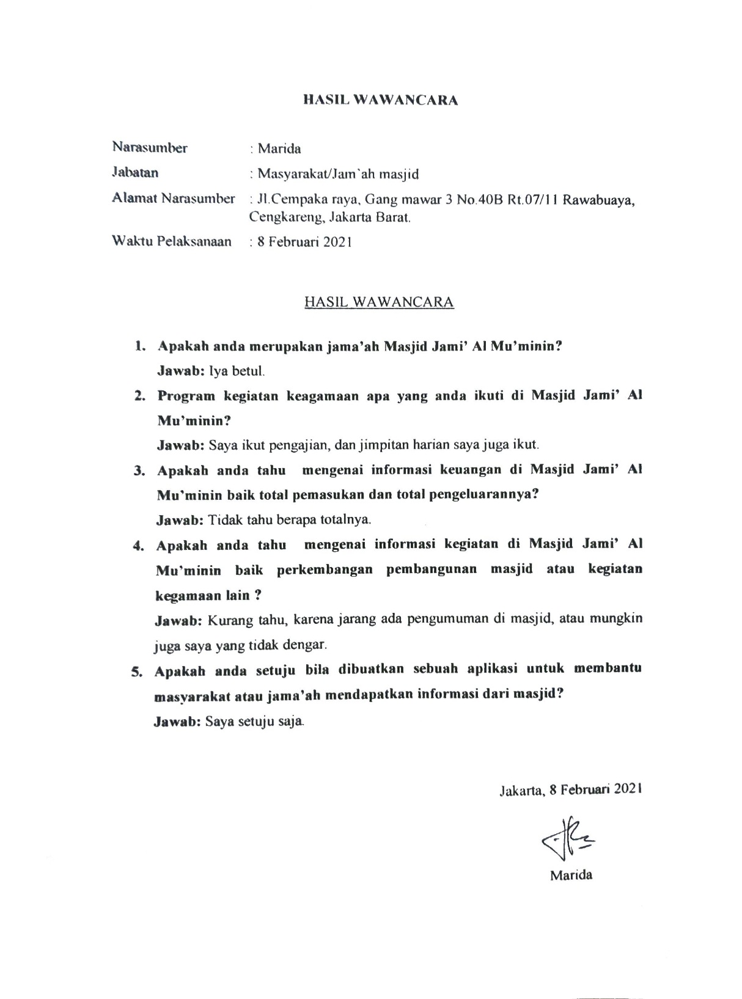 HASIL WAWANCARA
Narasumber : Marida
Jabatan : Masyarakat/Jam`ah masjid
Alamat Narasumber : Jl.Cempaka raya, Gang mawar 3 No.40B Rt.07/11 Rawabuaya,
Cengkareng, Jakarta Barat.
Waktu Pelaksanaan : 8 Februari 2021
HASIL WAWANCARA
1. Apakah anda merupakan jama’ah Masjid Jami’ Al Mu’minin?
Jawab: Iya betul.
2. Program kegiatan keagamaan apa yang anda ikuti di Masjid Jami’ Al
Mu’minin?
Jawab: Saya ikut pengajian, dan jimpitan harian saya juga ikut.
3. Apakah anda tahu mengenai informasi keuangan di Masjid Jami’ Al
Mu’minin baik total pemasukan dan total pengeluarannya?
Jawab: Tidak tahu berapa totalnya.
4. Apakah anda tahu mengenai informasi kegiatan di Masjid Jami’ Al
Mu’minin baik perkembangan pembangunan masjid atau kegiatan
kegamaan lain ?
Jawab: Kurang tahu, karena jarang ada pengumuman di masjid, atau mungkin
juga saya yang tidak dengar.
5. Apakah anda setuju bila dibuatkan sebuah aplikasi untuk membantu
masyarakat atau jama’ah mendapatkan informasi dari masjid?
Jawab: Saya setuju saja.
Jakarta, 8 Februari 2021
Marida